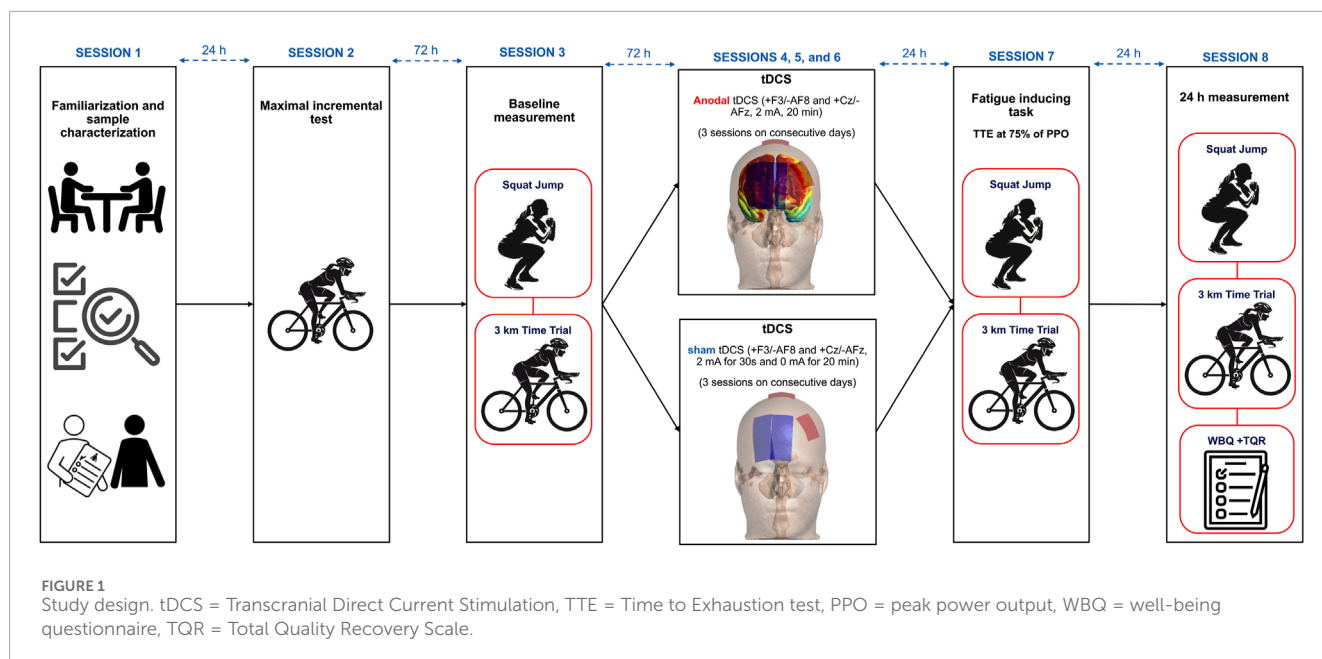 SESSION 1
24 h
SESSION 2
72 h
SESSION 3
72 h
SESSIONS 4, 5, and 6
24 h
SESSION 7
24 h
SESSION 8
Familiarization and
sample
characterization
Maximal incremental
test
Baseline
measurement
Squat Jump
3 km Time Trial
tDCS
Anodal tDCS (+F3/-AF8 and +Cz/-
AFz, 2 mA, 20 min)
(3 sessions on consecutive days)
tDCS
sham tDCS (+F3/-AF8 and +Cz/-AFz,
2 mA for 30s and 0 mA for 20 min)
(3 sessions on consecutive days)
Fatigue inducing
task
TTE at 75% of PPO
Squat Jump
3 km Time Trial
24 h measurement
Squat Jump
3 km Time Trial
WBQ +TQR
FIGURE 1
Study design. tDCS = Transcranial Direct Current Stimulation, TTE = Time to Exhaustion test, PPO = peak power output, WBQ = well-being
questionnaire, TQR = Total Quality Recovery Scale.